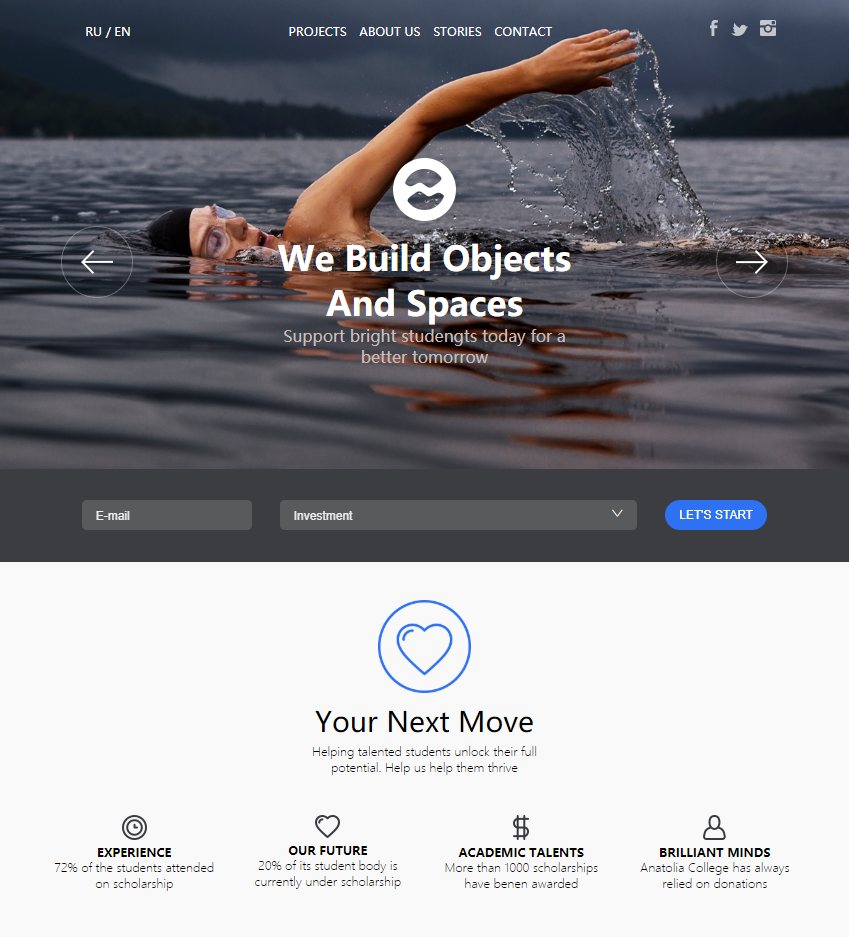 RU / EN
PROJECTS ABOUT US STORIES CONTACT
We Build Objects
And Spaces
Support bright studengts today for a
better tomorrow
E-mail
Investment
LET'S START
Your Next Move
Helping talented students unlock their full
potential. Help us help them thrive
EXPERIENCE
72% of the students attended
on scholarship
OUR FUTURE
20% of its student body is
currently under scholarship
ACADEMIC TALENTS
More than 1000 scholarships
have benen awarded
BRILLIANT MINDS
Anatolia College has always
relied on donations